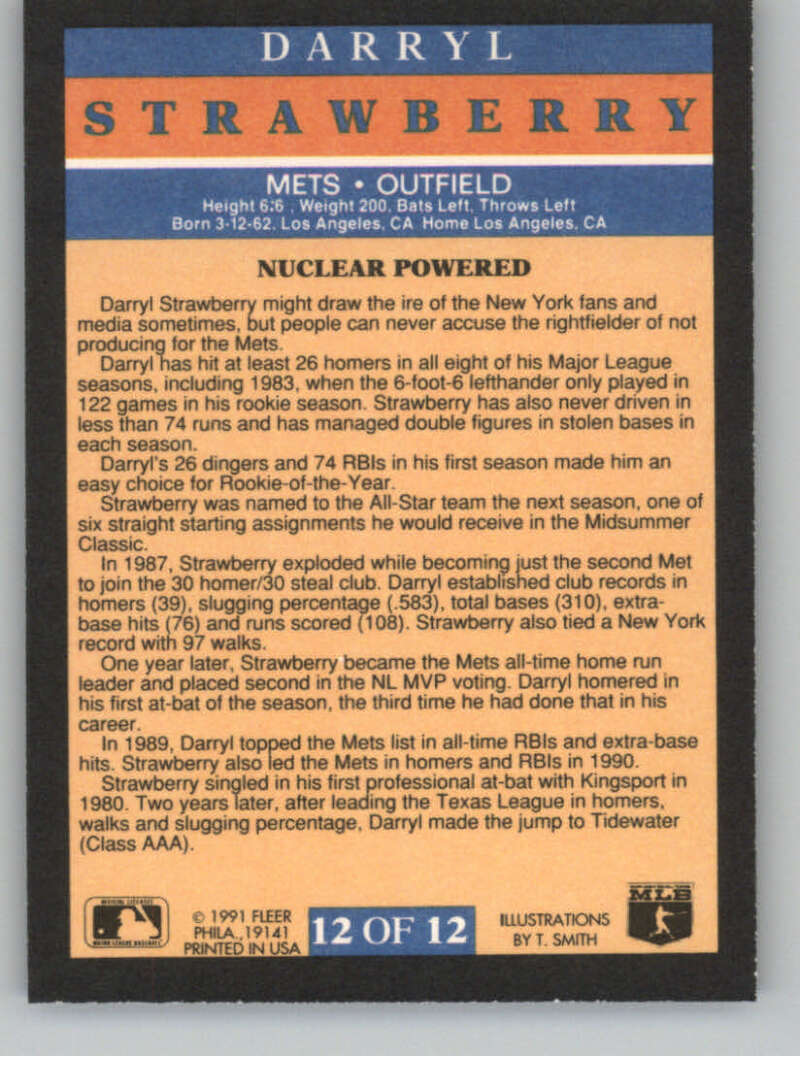 DARRYL
STRAWBERRY
METS • OUTFIELD
Height 6:6 , Weight 200, Bats Left, Throws Left
Born 3-12-62, Los Angeles, CA Home Los Angeles, CA
NUCLEAR POWERED
Darryl Strawberry might draw the ire of the New York fans and
media sometimes, but people can never accuse the rightfielder of not
producing for the Mets.
Darryl has hit at least 26 homers in all eight of his Major League
seasons, including 1983, when the 6-foot-6 lefthander only played in
122 games in his rookie season. Strawberry has also never driven in
less than 74 runs and has managed double figures in stolen bases in
each season.
Darryl's 26 dingers and 74 RBIs in his first season made him an
easy choice for Rookie-of-the-Year.
Strawberry was named to the All-Star team the next season, one of
six straight starting assignments he would receive in the Midsummer
Classic.
In 1987, Strawberry exploded while becoming just the second Met
to join the 30 homer/30 steal club. Darryl established club records in
homers (39), slugging percentage (.583), total bases (310), extra-
base hits (76) and runs scored (108). Strawberry also tied a New York
record with 97 walks.
One year later, Strawberry became the Mets all-time home run
leader and placed second in the NL MVP voting. Darryl homered in
his first at-bat of the season, the third time he had done that in his
career.
In 1989, Darryl topped the Mets list in all-time RBIs and extra-base
hits. Strawberry also led the Mets in homers and RBIs in 1990.
Strawberry singled in his first professional at-bat with Kingsport in
1980. Two years later, after leading the Texas League in homers,
walks and slugging percentage, Darryl made the jump to Tidewater
(Class AAA).
OFFICIAL LICENSEE
MAJOR LEAGUE BASEBALL
© 1991 FLEER
PHILA., 19141
PRINTED IN USA
12 OF 12
ILLUSTRATIONS
BY T. SMITH
MLB